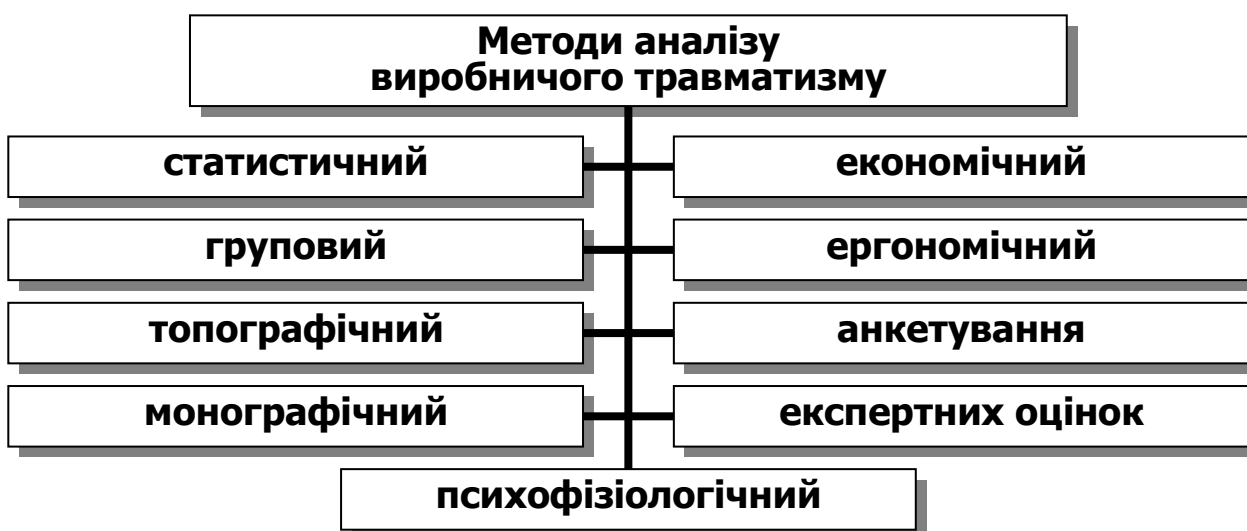 Методи аналізу
виробничого травматизму
статистичний
економічний
груповий
ергономічний
топографічний
анкетування
монографічний
експертних оцінок
психофізіологічний